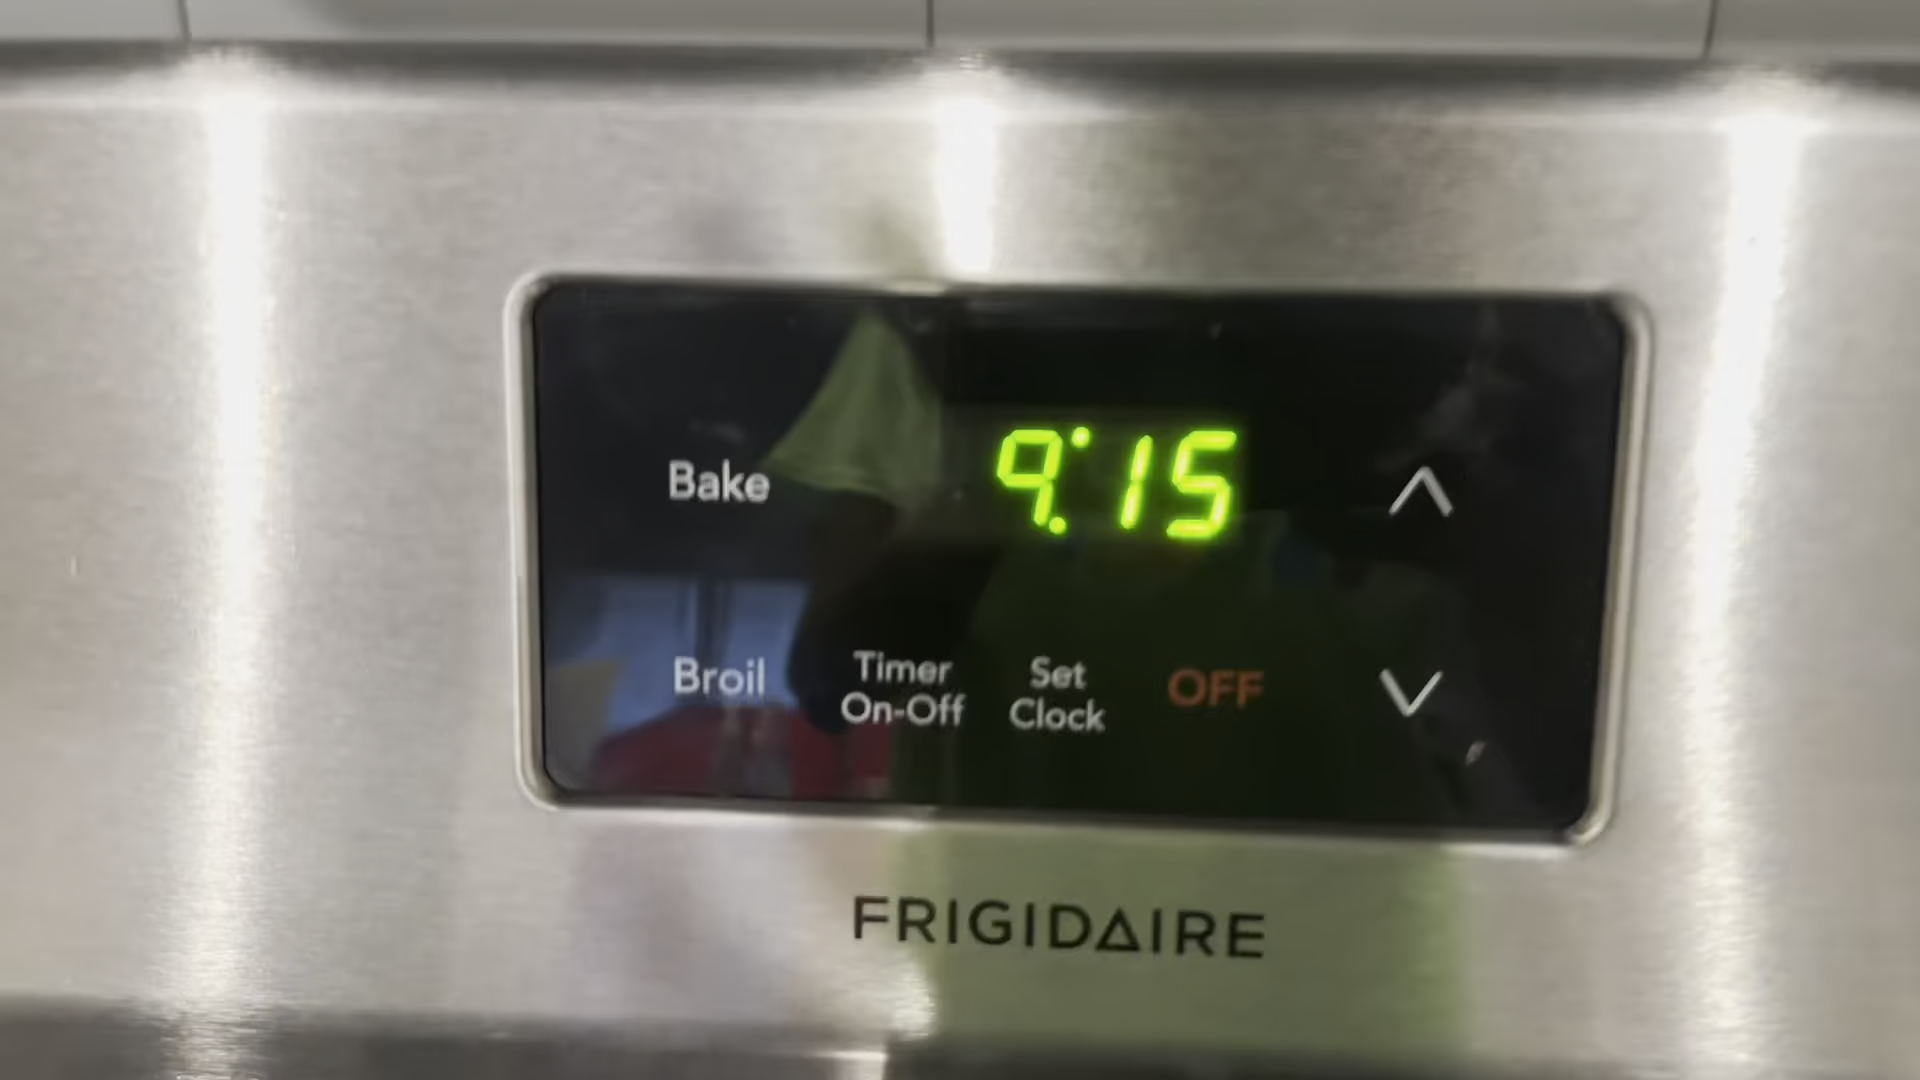 9:15
Bake
Broil
Timer
On-Off
Set
Clock
OFF
FRIGIDAIRE